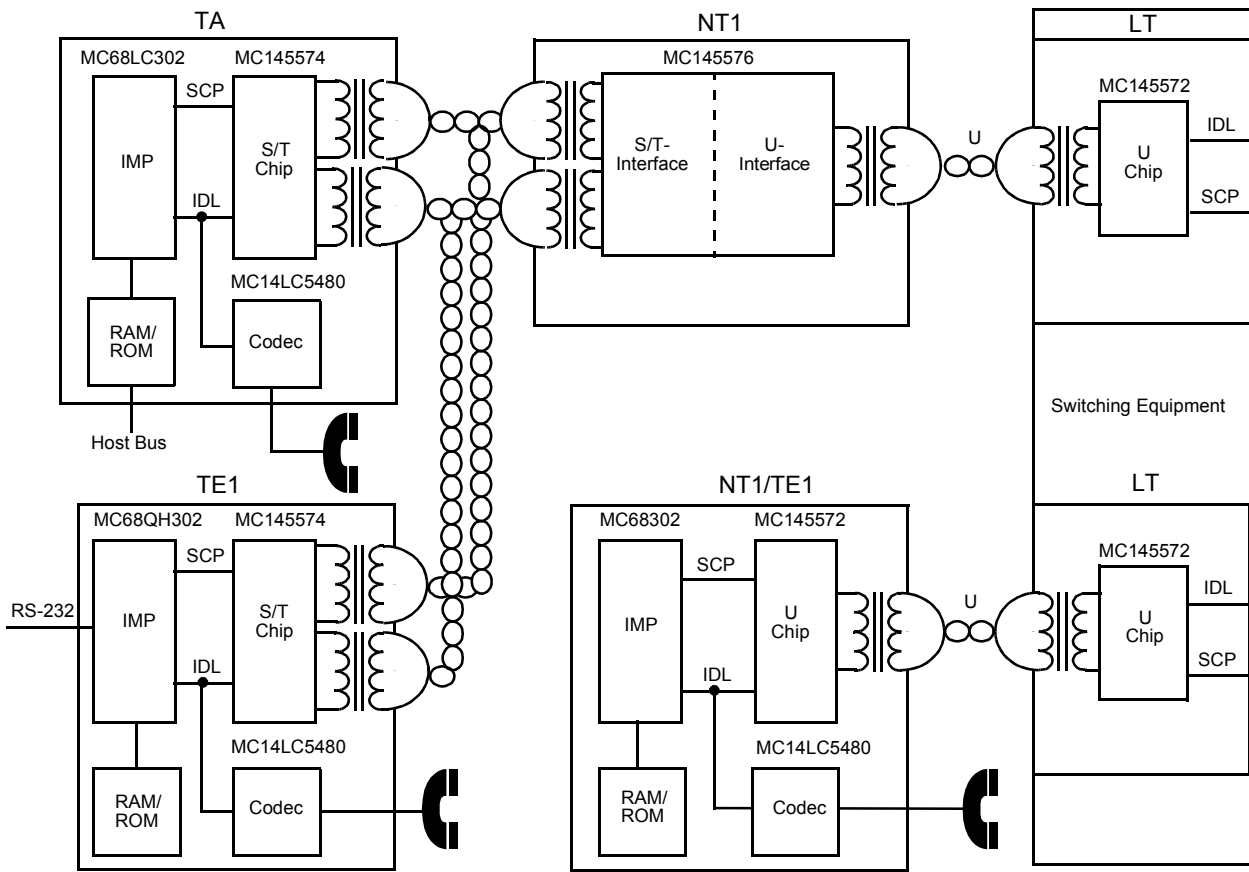 TA
MC68LC302
MC145574
SCP
IMP
S/T
Chip
IDL
MC14LC5480
RAM/
ROM
Codec
Host Bus
NT1
MC145576
S/T-
Interface
U-
Interface
U
LT
MC145572
U
Chip
IDL
SCP
Switching Equipment
TE1
MC68QH302
MC145574
SCP
RS-232
IMP
S/T
Chip
IDL
MC14LC5480
RAM/
ROM
Codec
NT1/TE1
MC68302
MC145572
SCP
IMP
U
Chip
IDL
MC14LC5480
RAM/
ROM
Codec
U
LT
MC145572
U
Chip
IDL
SCP